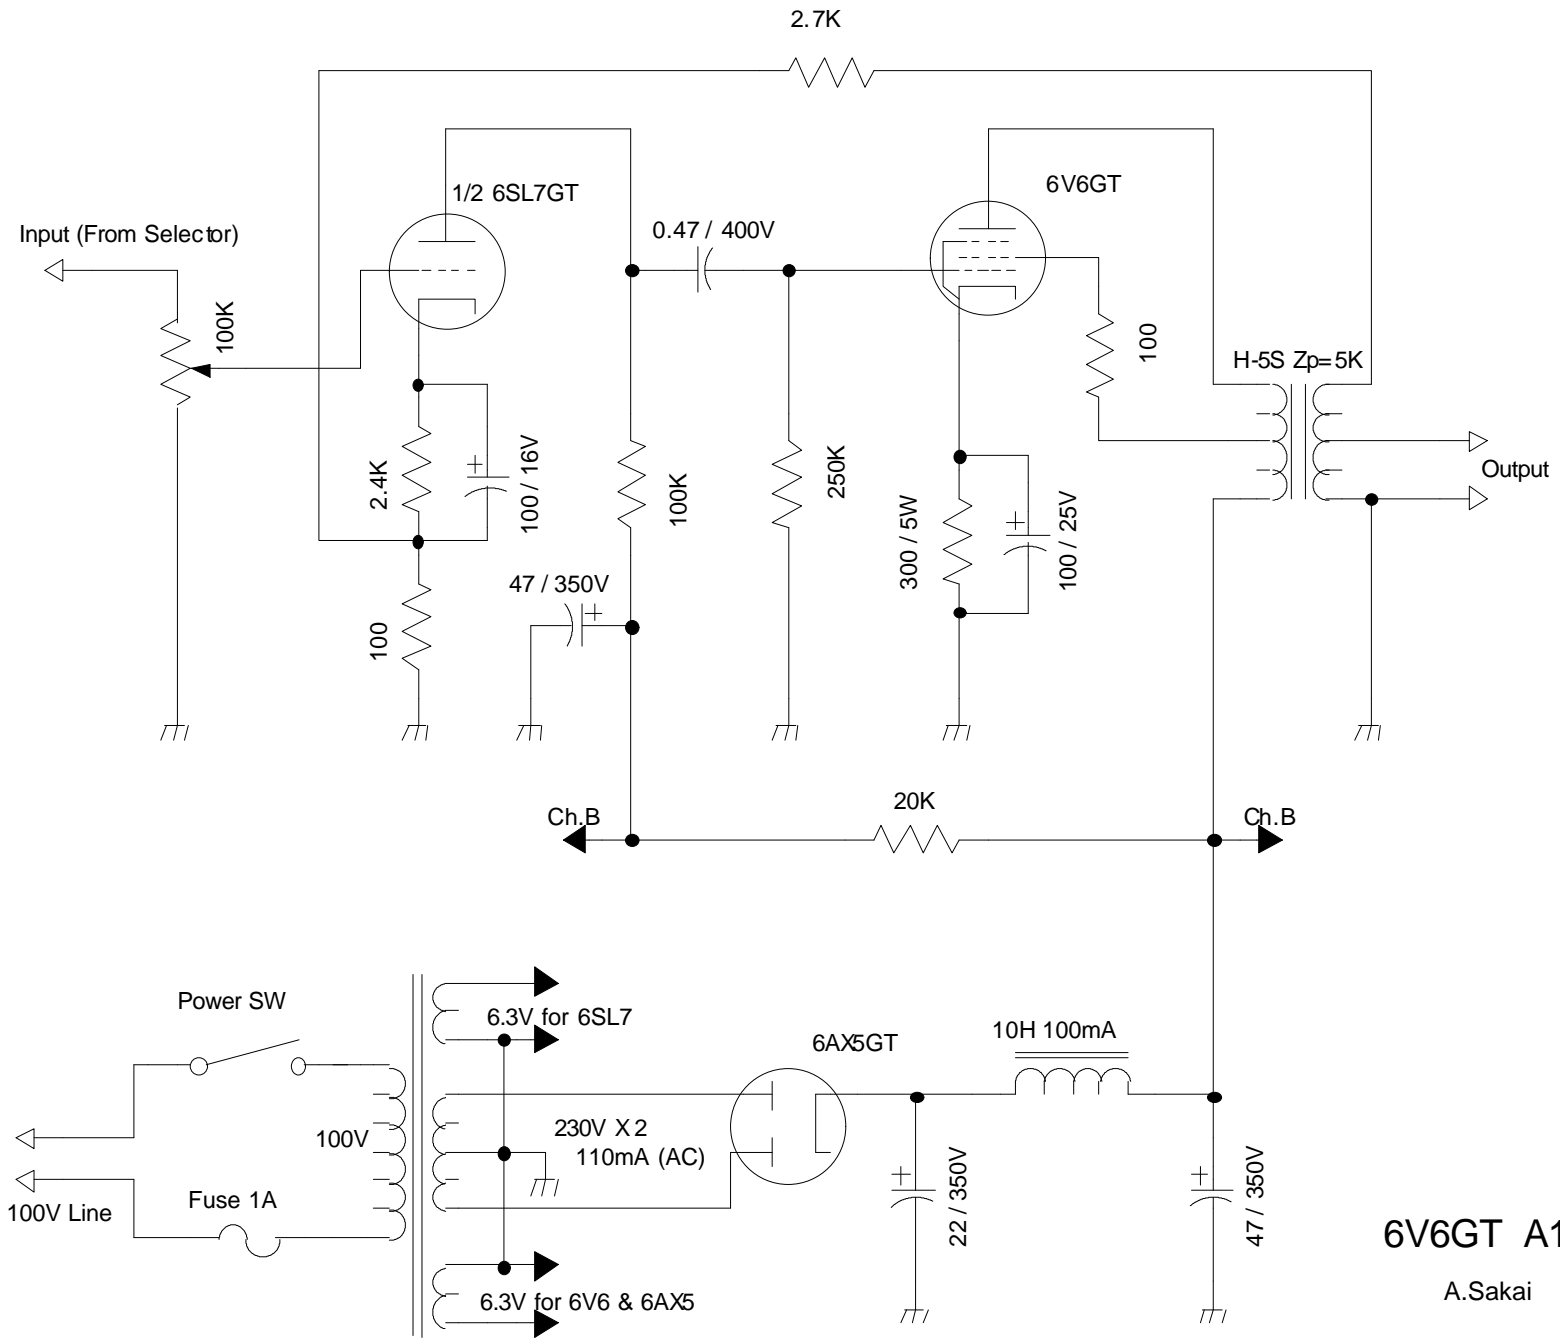 2.7K
1/2 6SL7GT
6V6GT
Input (From Selector)
0.47 / 400V
100K
100
H-5S Zp=5K
2.4K
100 / 16V
100K
250K
300 / 5W
100 / 25V
Output
47 / 350V
100
Ch.B
20K
Ch.B
Power SW
6.3V for 6SL7
6AX5GT
10H 100mA
100V
230V X 2
110mA (AC)
100V Line
Fuse 1A
22 / 350V
47 / 350V
6.3V for 6V6 & 6AX5
6V6GT A1
A.Sakai